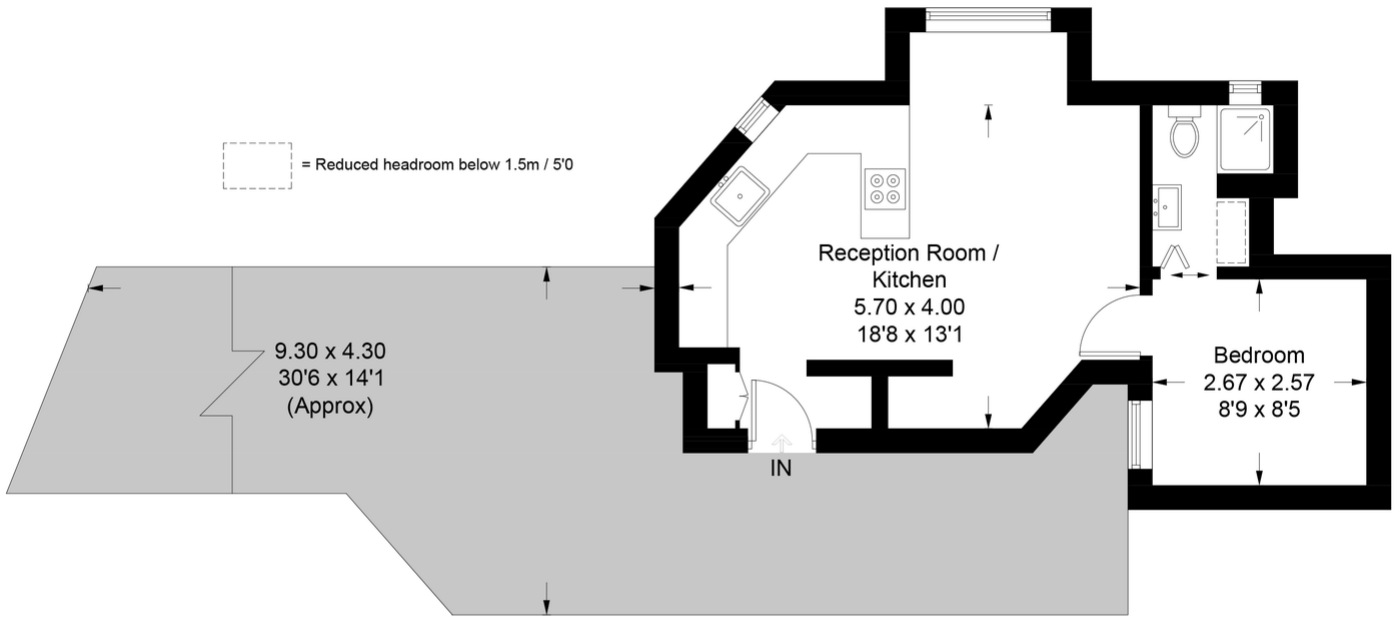 = Reduced headroom below 1.5m / 5'0
Reception Room /
Kitchen
5.70 x 4.00
18'8 x 13'1
9.30 x 4.30
30'6 x 14'1
(Approx)
Bedroom
2.67 x 2.57
8'9 x 8'5
IN